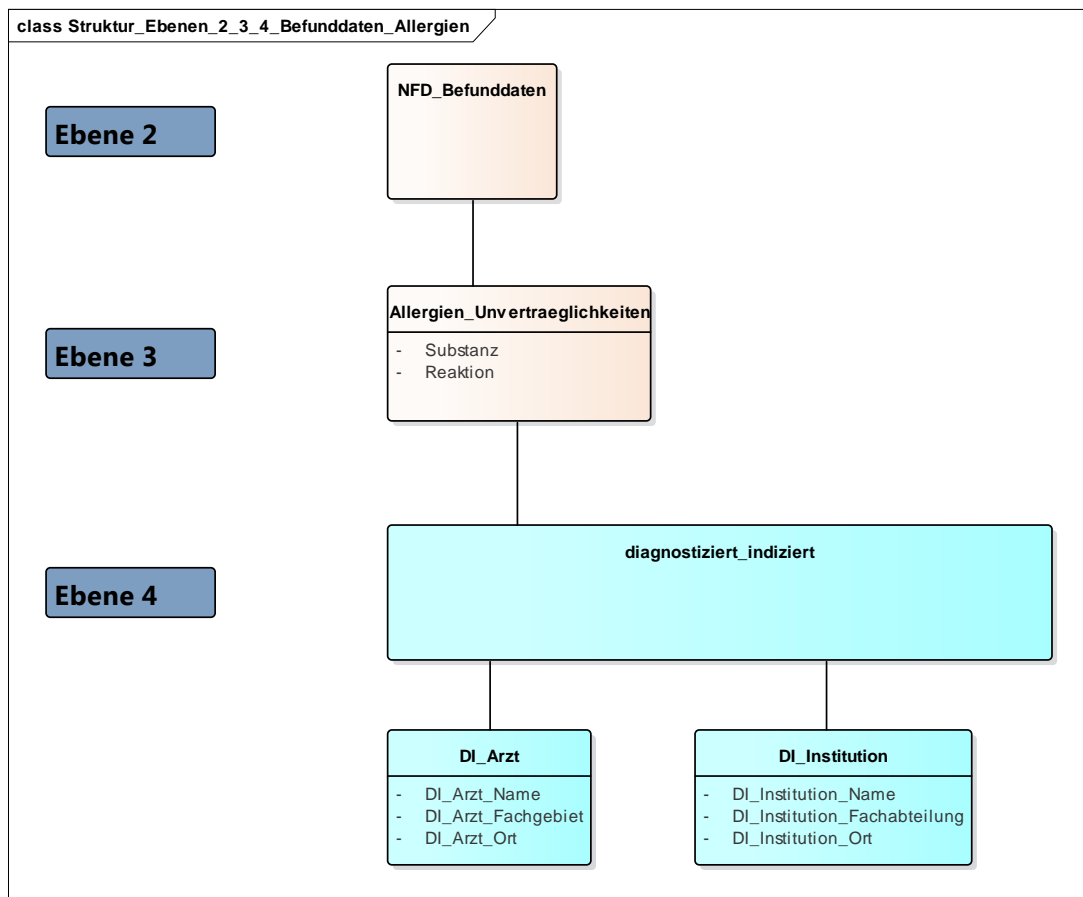 class Struktur_Ebenen_2_3_4_Befunddaten_Allergien
NFD_Befunddaten
Ebene 2
Allergien_Unvertraeglichkeiten
Ebene 3
- Substanz
- Reaktion
diagnostiziert_indiziert
Ebene 4
DI_Arzt
- DI_Arzt_Name
- DI_Arzt_Fachgebiet
- DI_Arzt_Ort
DI_Institution
- DI_Institution_Name
- DI_Institution_Fachabteilung
- DI_Institution_Ort